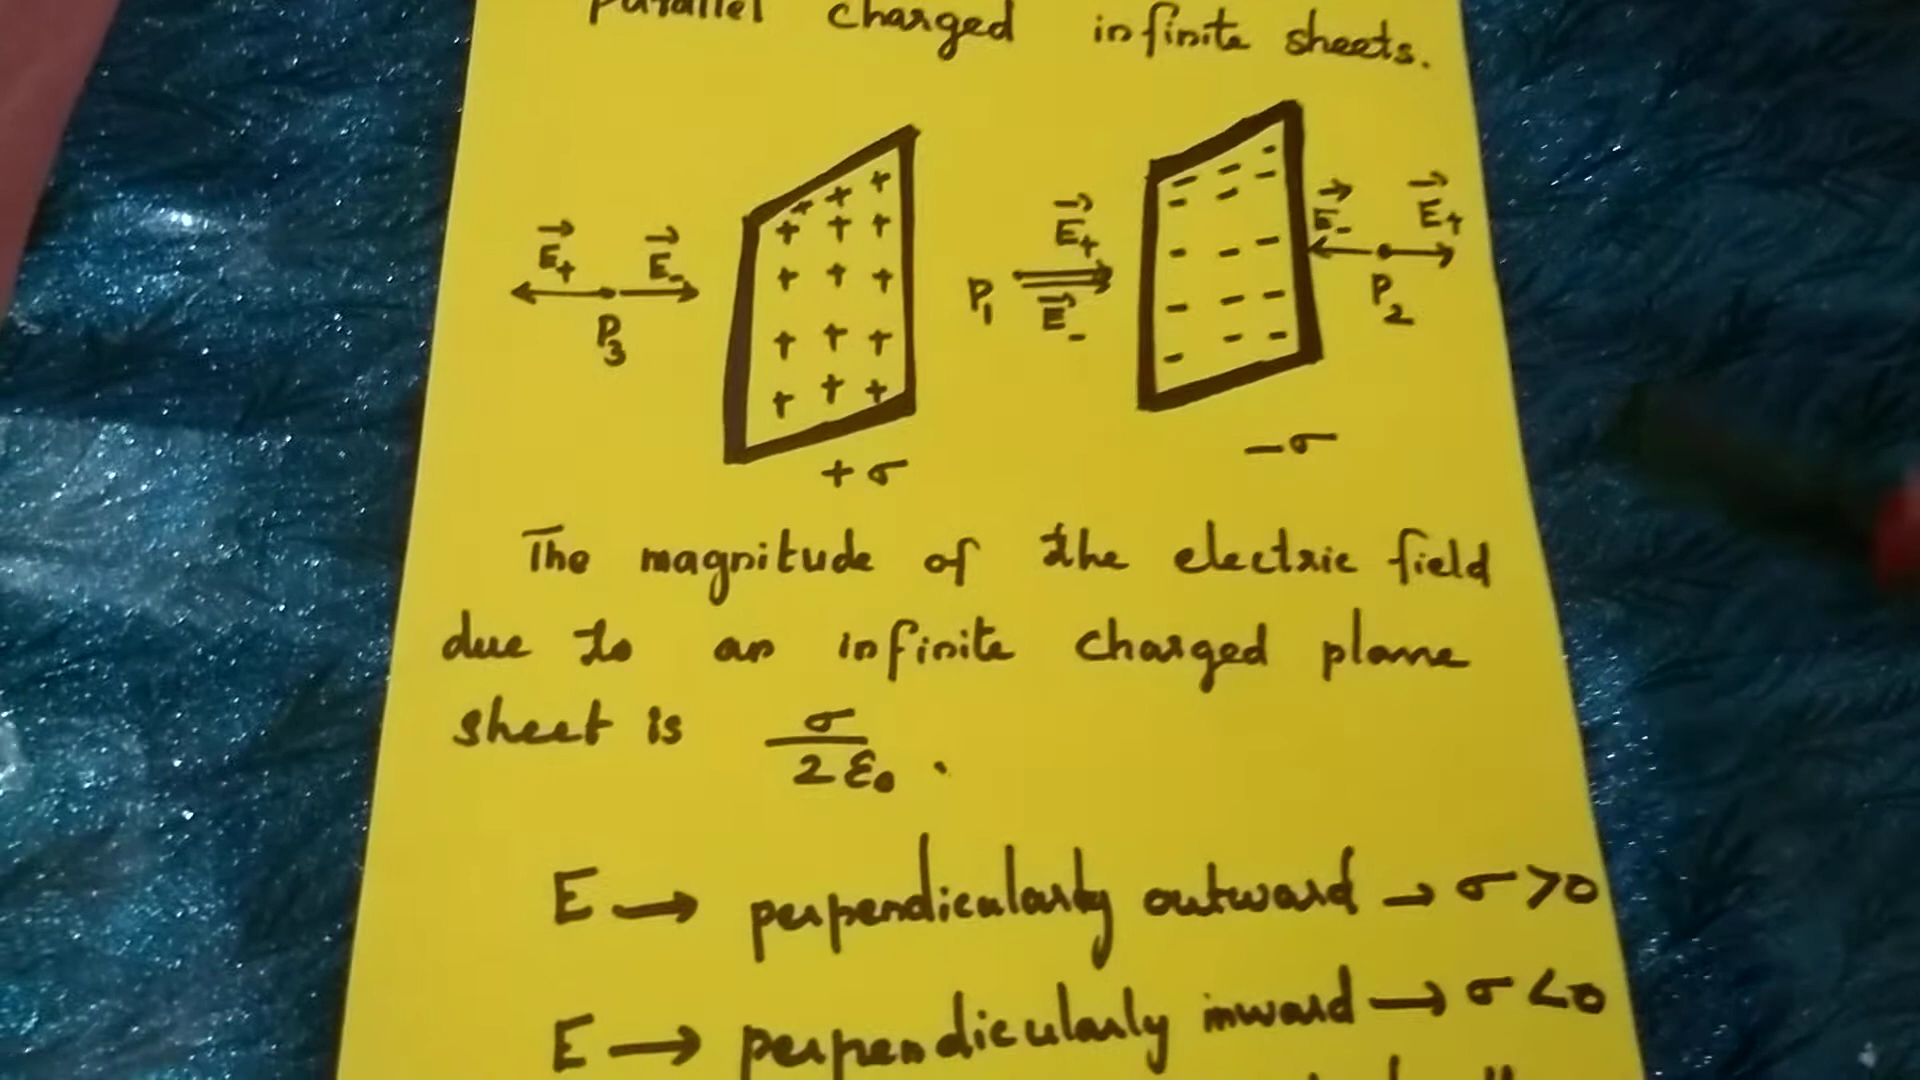 parallel charged infinite sheets.
E₊ E₋ P₃
+ + + + + + + + + + + + + + + +
+σ
P₁ E₊ E₋
- - - - - - - - - - - - - - -
-σ
E₋ E₊ P₂
The magnitude of the electric field
due to an infinite charged plane
sheet is σ/2ε₀.
E → perpendicularly outward → σ>0
E → perpendicularly inward → σ<0